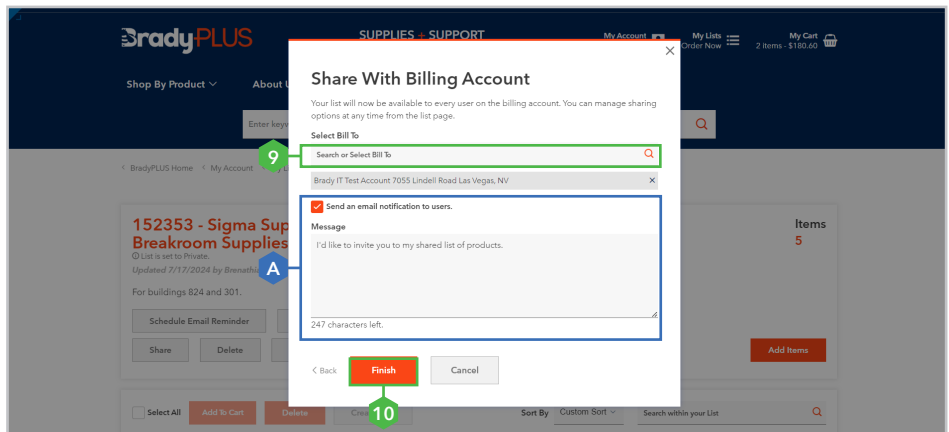 BradyPLUS
SUPPLIES + SUPPORT
My Account
My Lists
Order Now
My Cart
2 items - $180.60
Shop By Product
About
Enter
Share With Billing Account
Your list will now be available to every user on the billing account. You can manage sharing
options at any time from the list page.
Select Bill To
9
Search or Select Bill To
< BradyPLUS Home < My Account <
Brady IT Test Account 7055 Lindell Road Las Vegas, NV
Send an email notification to users.
152353 - Sigma Sup
Breakroom Supplies
List is set to Private.
Updated 7/17/2024 by
For buildings 824 and 301.
Items
5
Message
A
I'd like to invite you to my shared list of products.
247 characters left.
Schedule Email Reminder
Share
Delete
Add Items
< Back
Finish
Cancel
10
Select All
Add To Cart
Delete
Sort By
Custom Sort
Search within your List